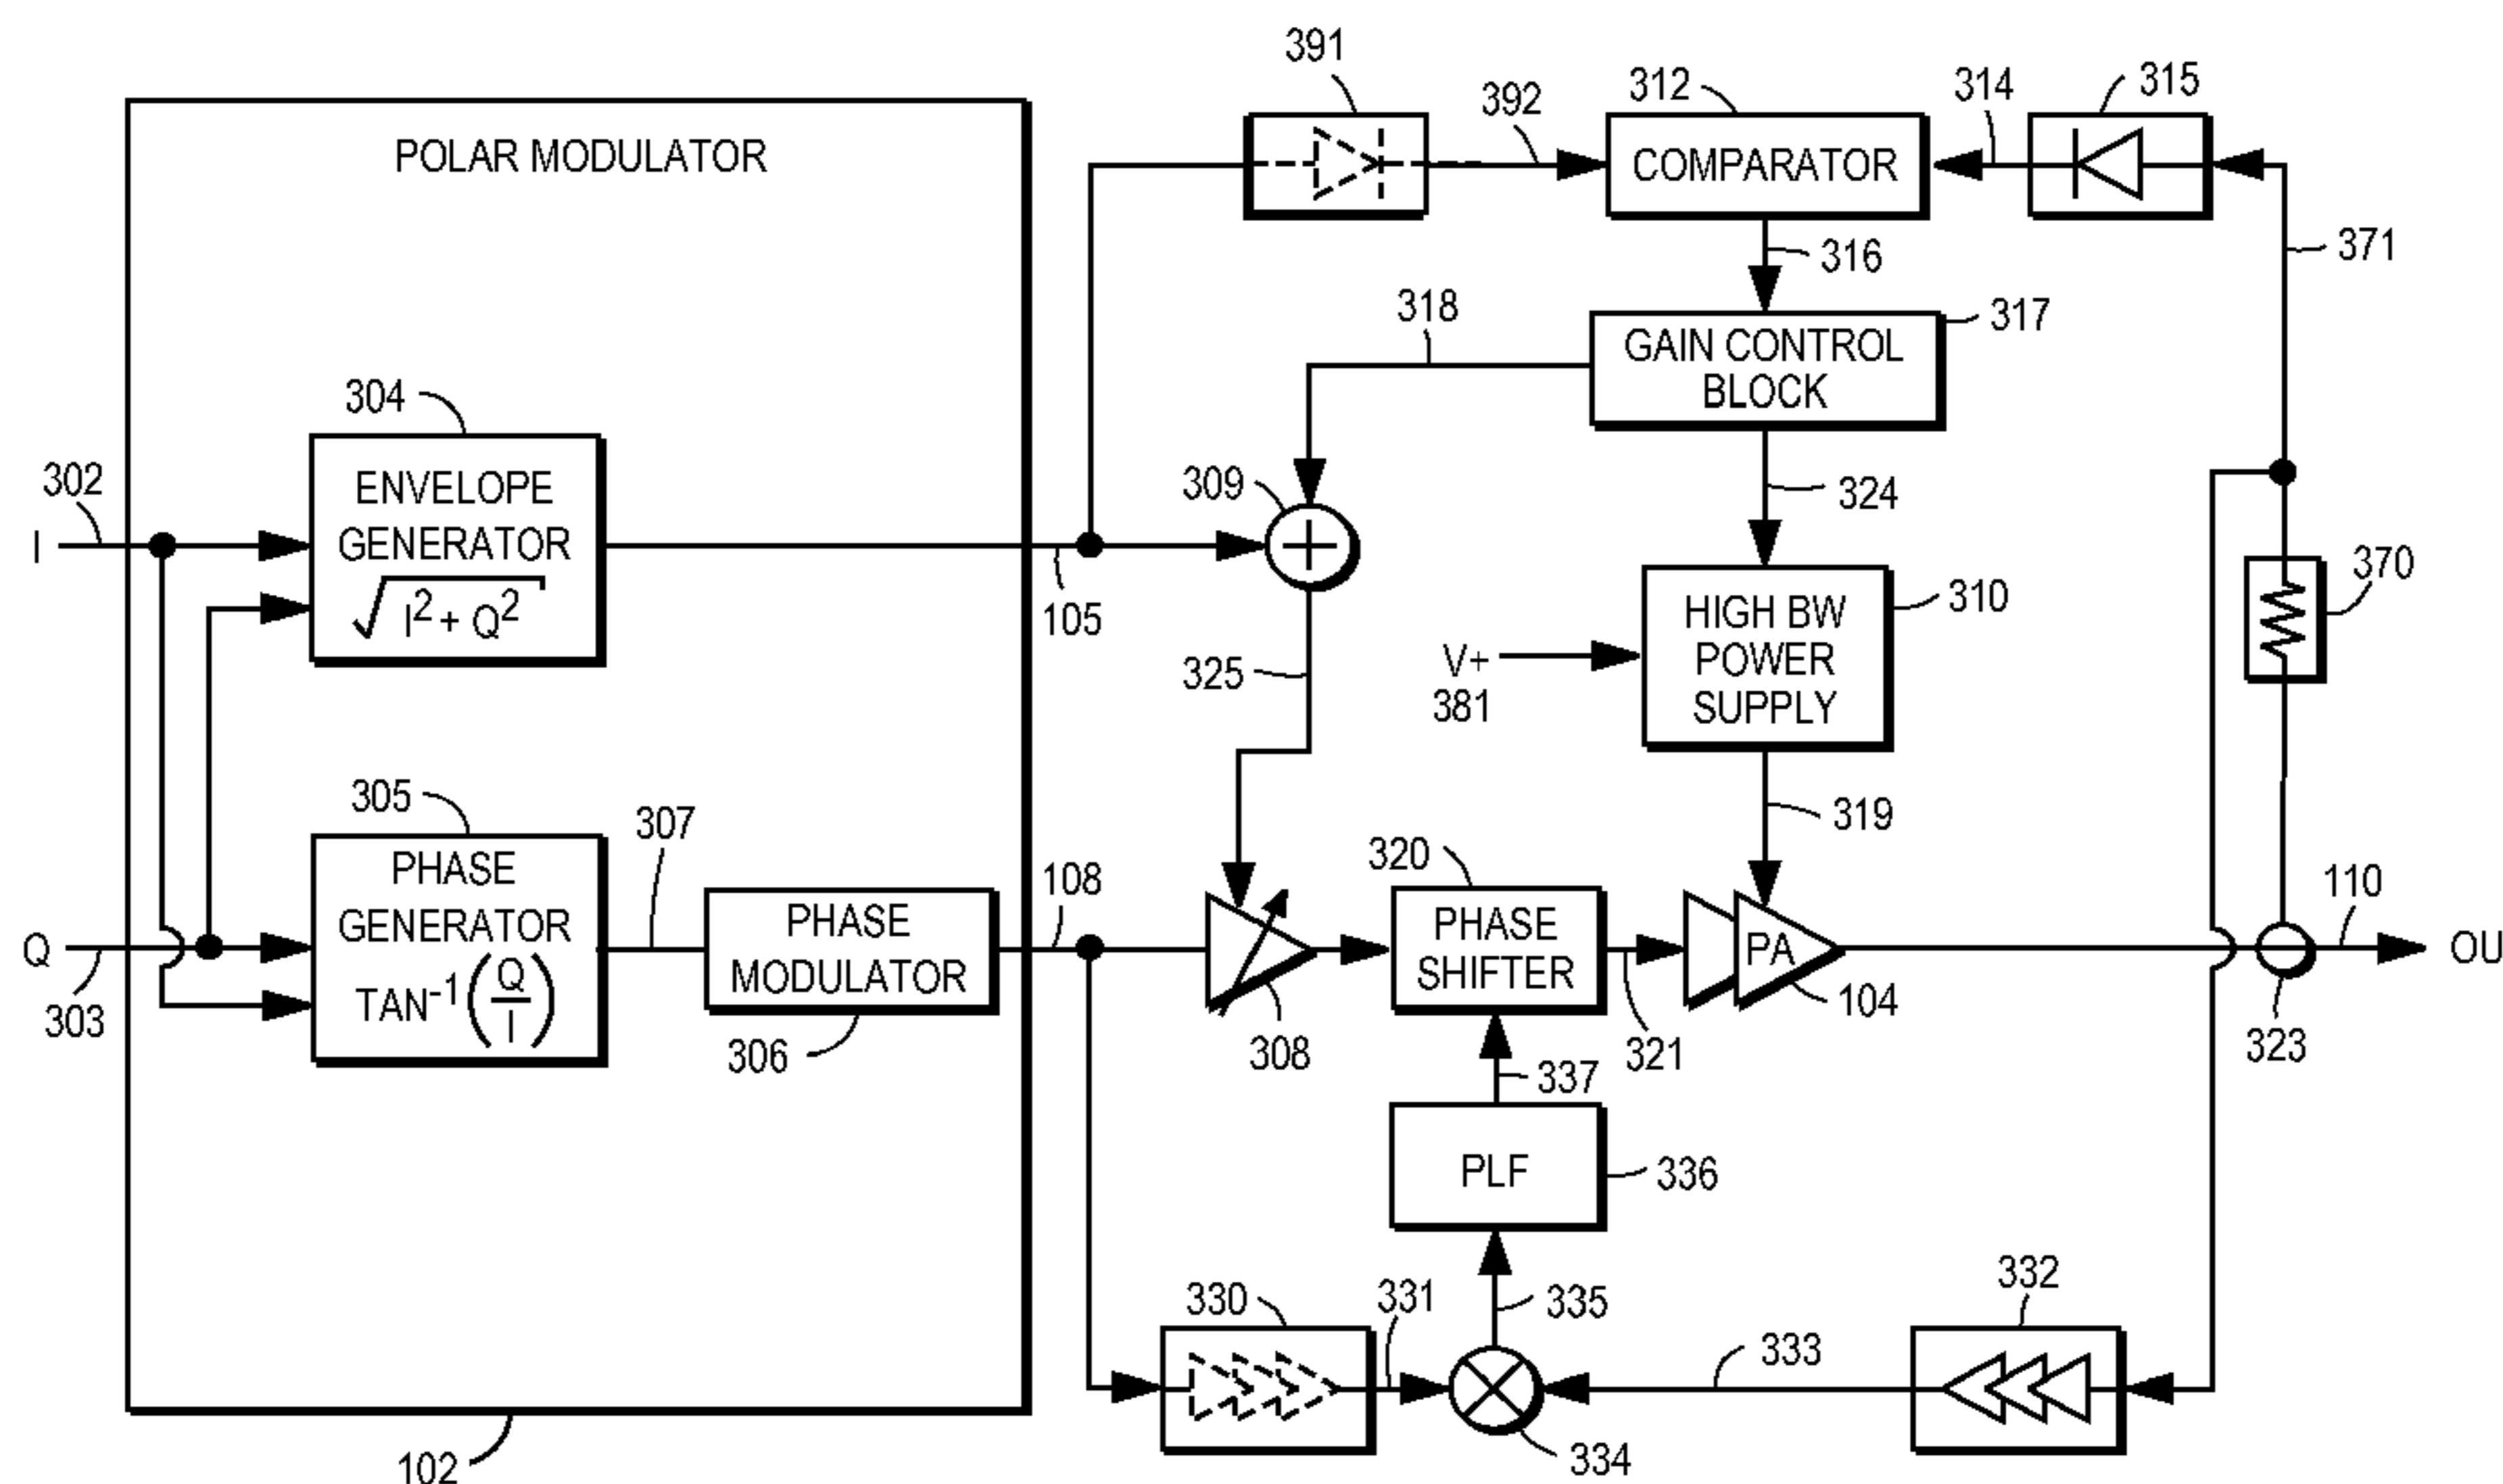 391
392
312
314
315
POLAR MODULATOR
COMPARATOR
316
371
318
317
GAIN CONTROL
BLOCK
304
302
I
ENVELOPE
GENERATOR
√I² + Q²
309
324
105
325
V+
381
HIGH BW
POWER
SUPPLY
310
370
305
307
319
PHASE
GENERATOR
TAN⁻¹(Q/I)
Q
303
PHASE
MODULATOR
306
108
308
320
PHASE
SHIFTER
321
PA
104
110
OU
323
337
PLF
336
330
331
335
333
332
334
102